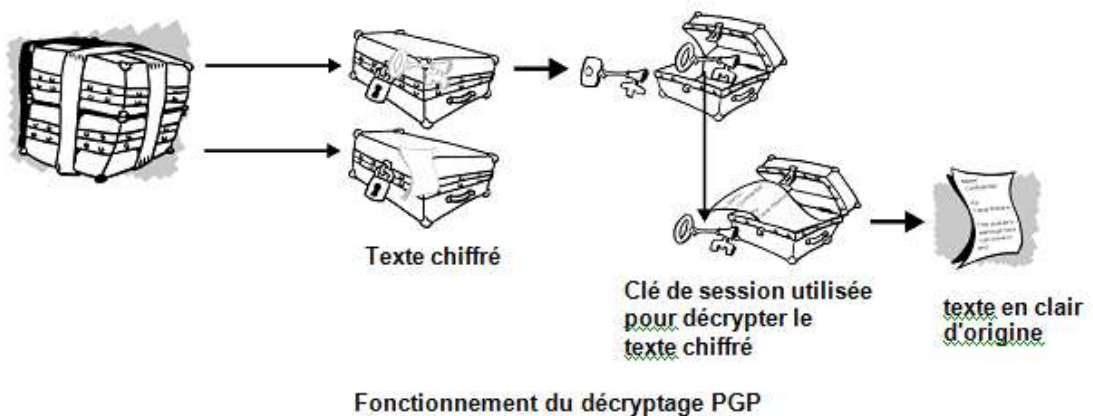 Texte chiffré
Clé de session utilisée
pour décrypter le
texte chiffré
texte en clair
d'origine
Fonctionnement du décryptage PGP